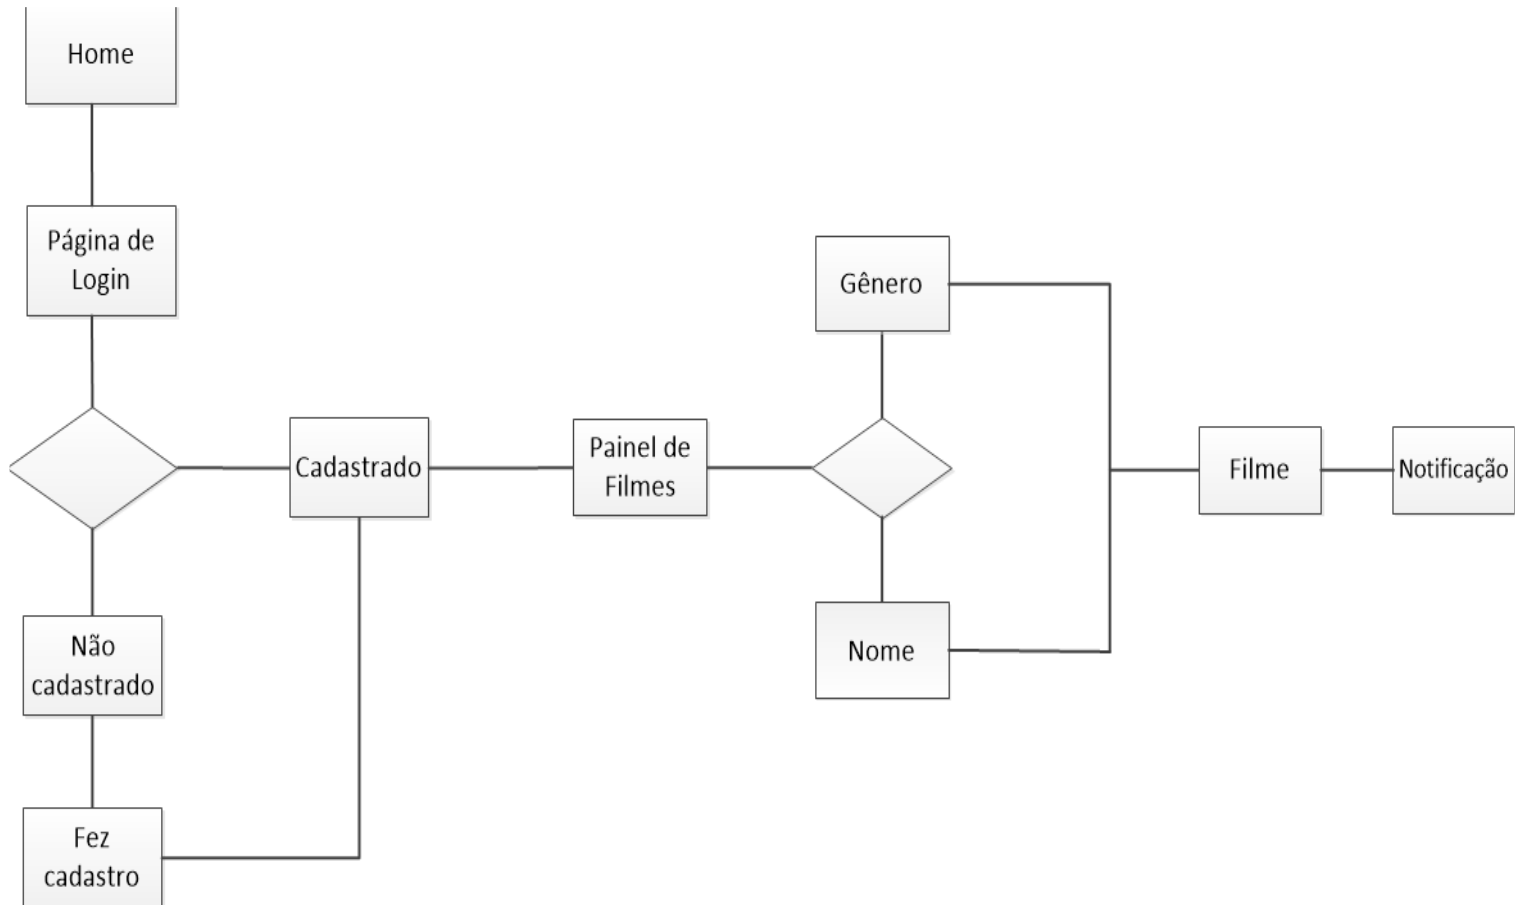 Home
Página de
Login
Cadastrado
Não
cadastrado
Fez
cadastro
Painel de
Filmes
Gênero
Nome
Filme
Notificação